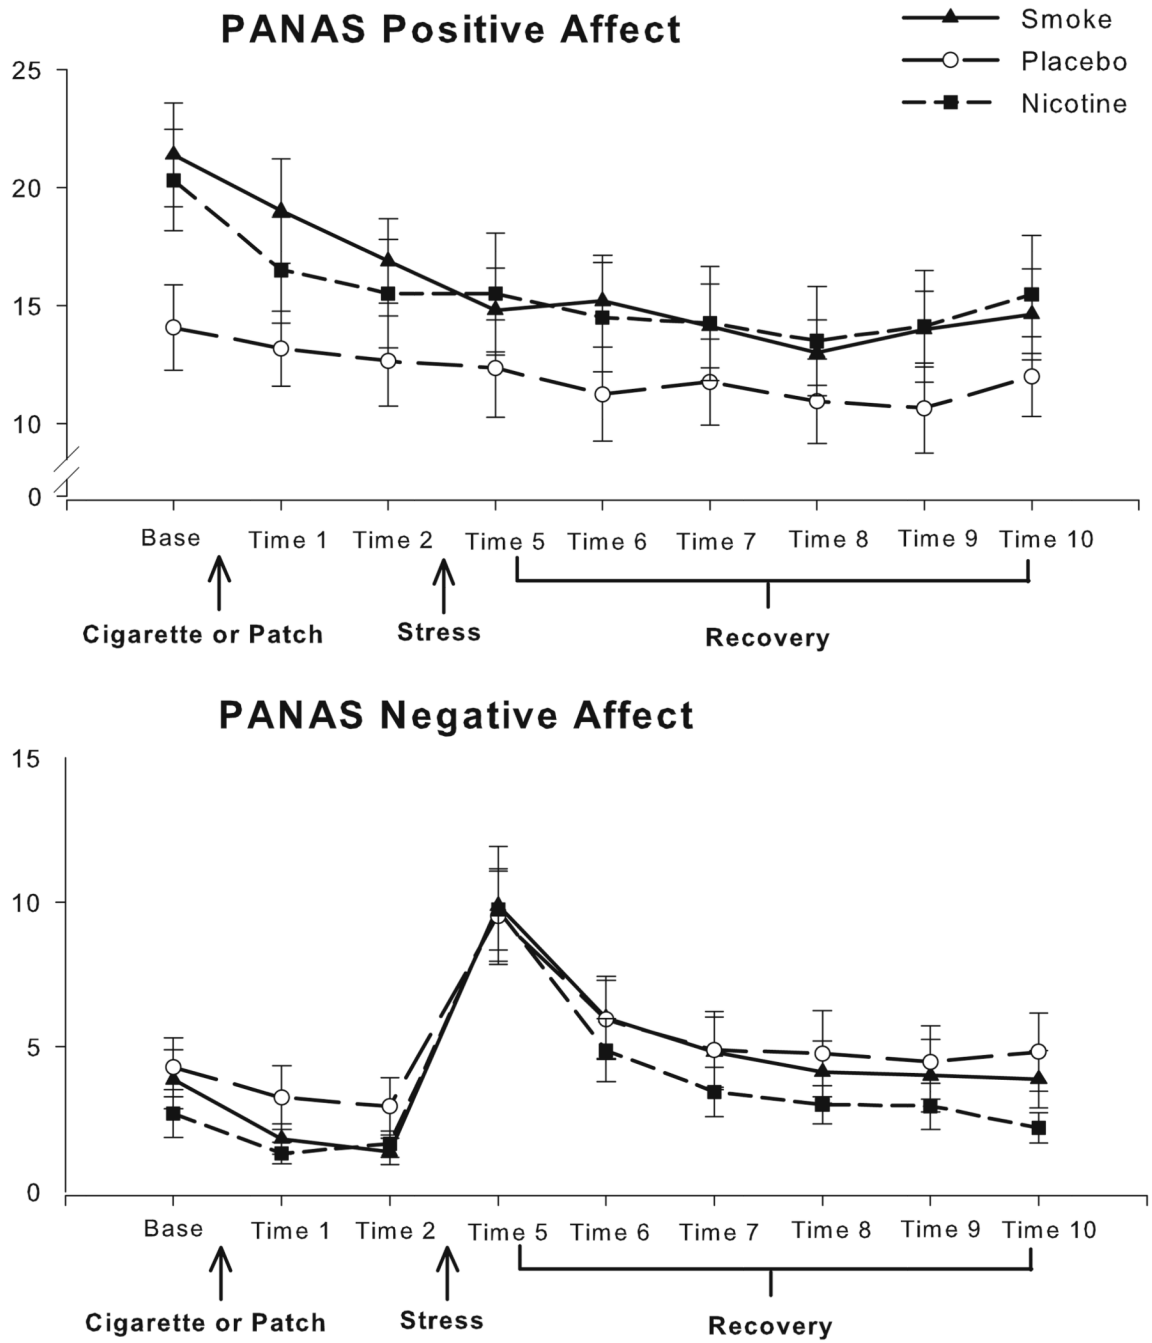 PANAS Positive Affect
Smoke
Placebo
Nicotine
25
20
15
10
0
Base Time 1 Time 2 Time 5 Time 6 Time 7 Time 8 Time 9 Time 10
Cigarette or Patch Stress Recovery
PANAS Negative Affect
15
10
5
0
Base Time 1 Time 2 Time 5 Time 6 Time 7 Time 8 Time 9 Time 10
Cigarette or Patch Stress Recovery